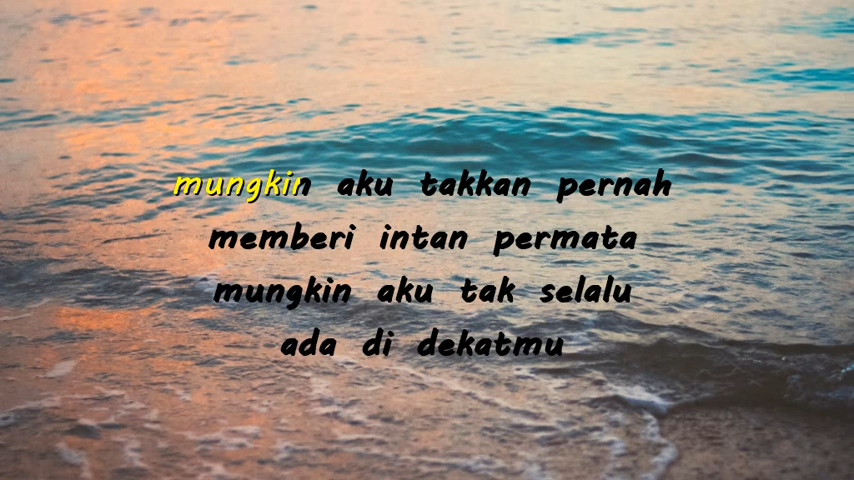 mungkin aku takkan pernah
memberi intan permata
mungkin aku tak selalu
ada di dekatmu